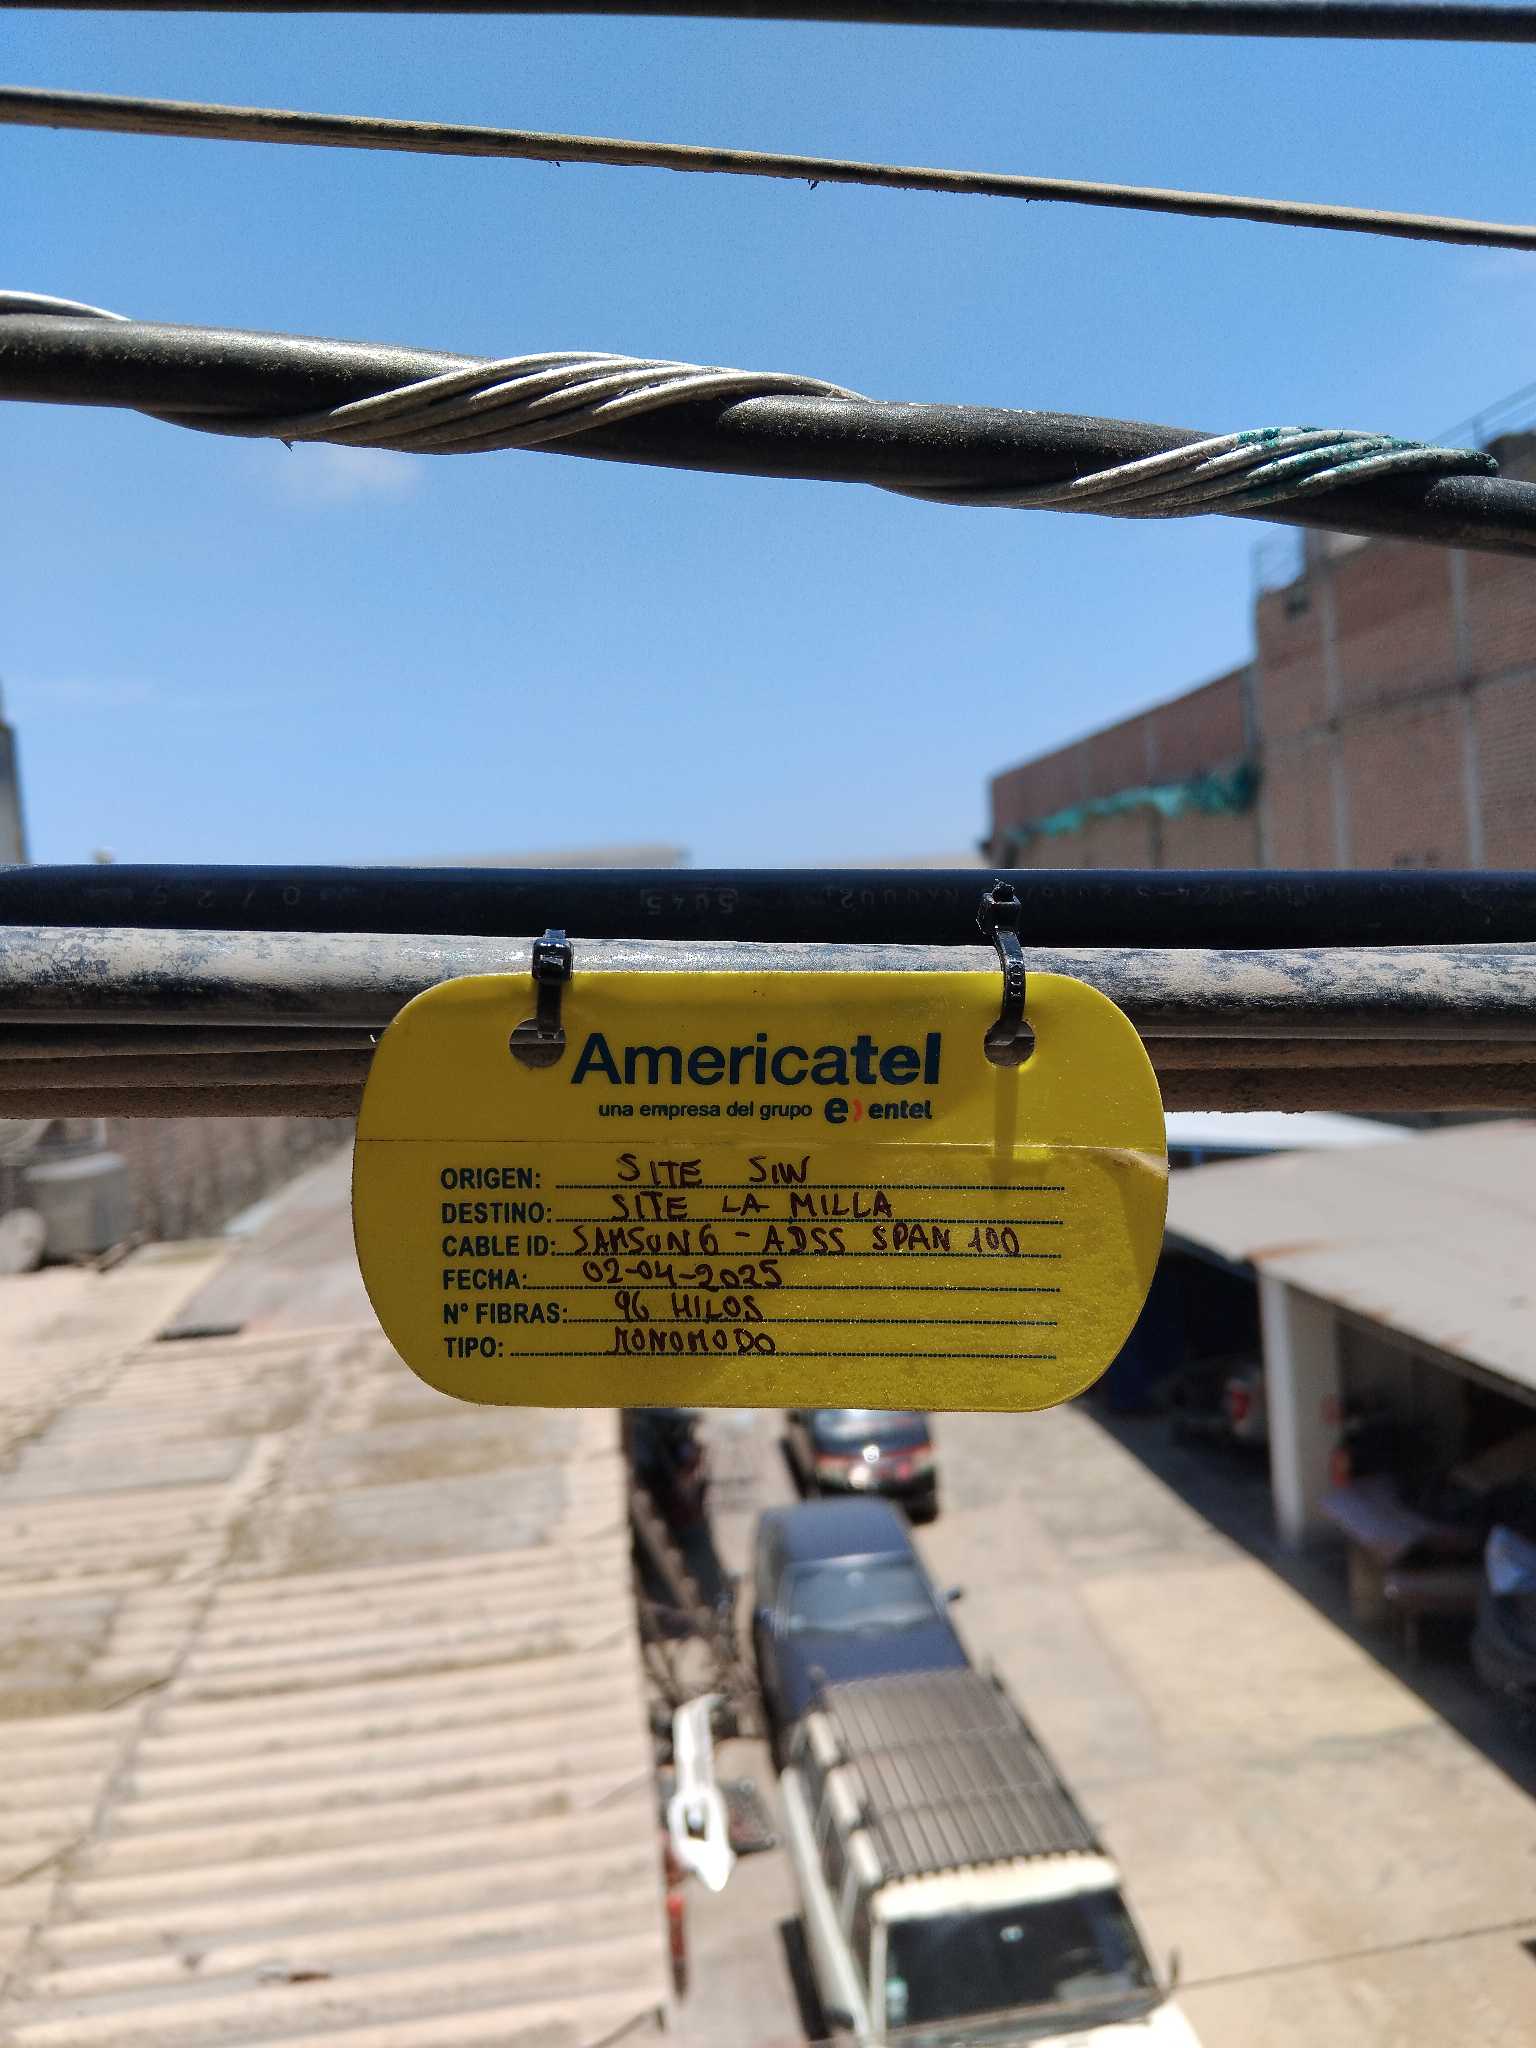 Americatel
una empresa del grupo e) entel
ORIGEN: SITE SIW
DESTINO: SITE LA MILLA
CABLE ID: SAMSUNG - ADSS SPAN 100
FECHA: 02-04-2025
N° FIBRAS: 96 HILOS
TIPO: MONOMODO